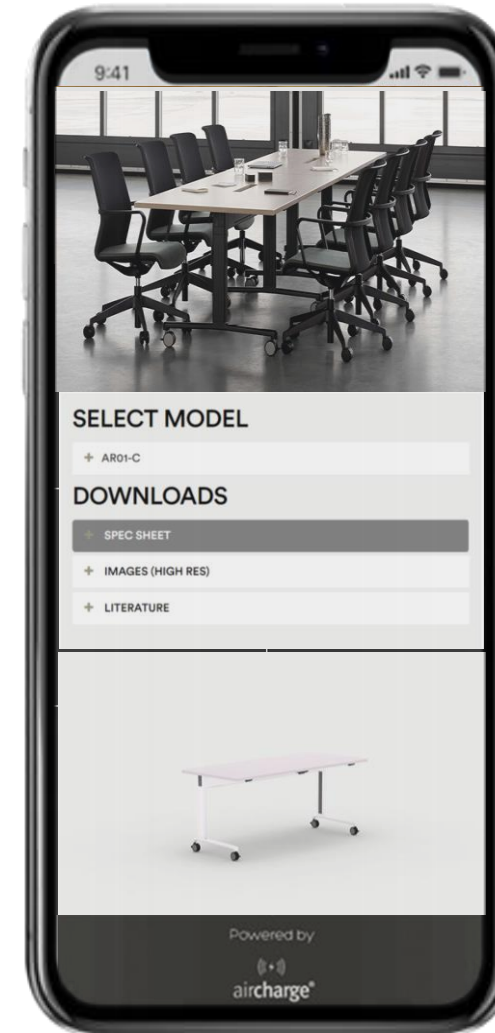 9:41
SELECT MODEL
+ AR01-C
DOWNLOADS
+ SPEC SHEET
+ IMAGES (HIGH RES)
+ LITERATURE
Powered by
aircharge®